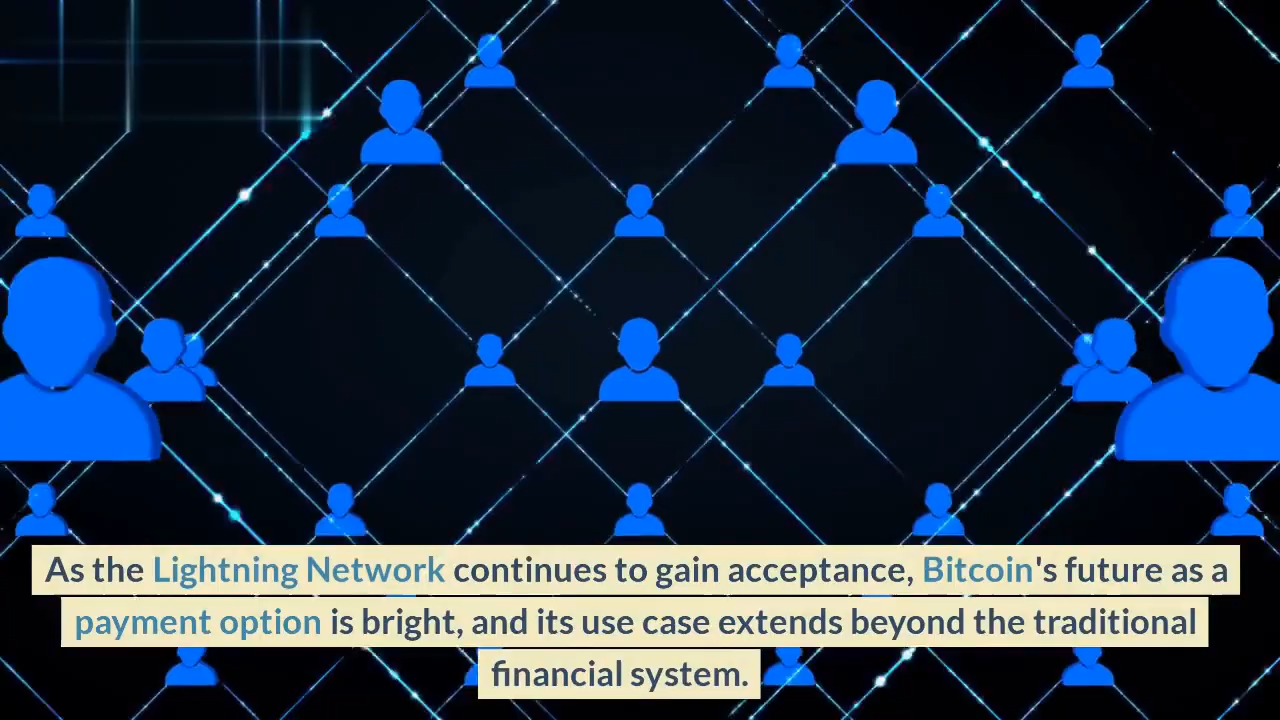 As the Lightning Network continues to gain acceptance, Bitcoin's future as a
payment option is bright, and its use case extends beyond the traditional
financial system.